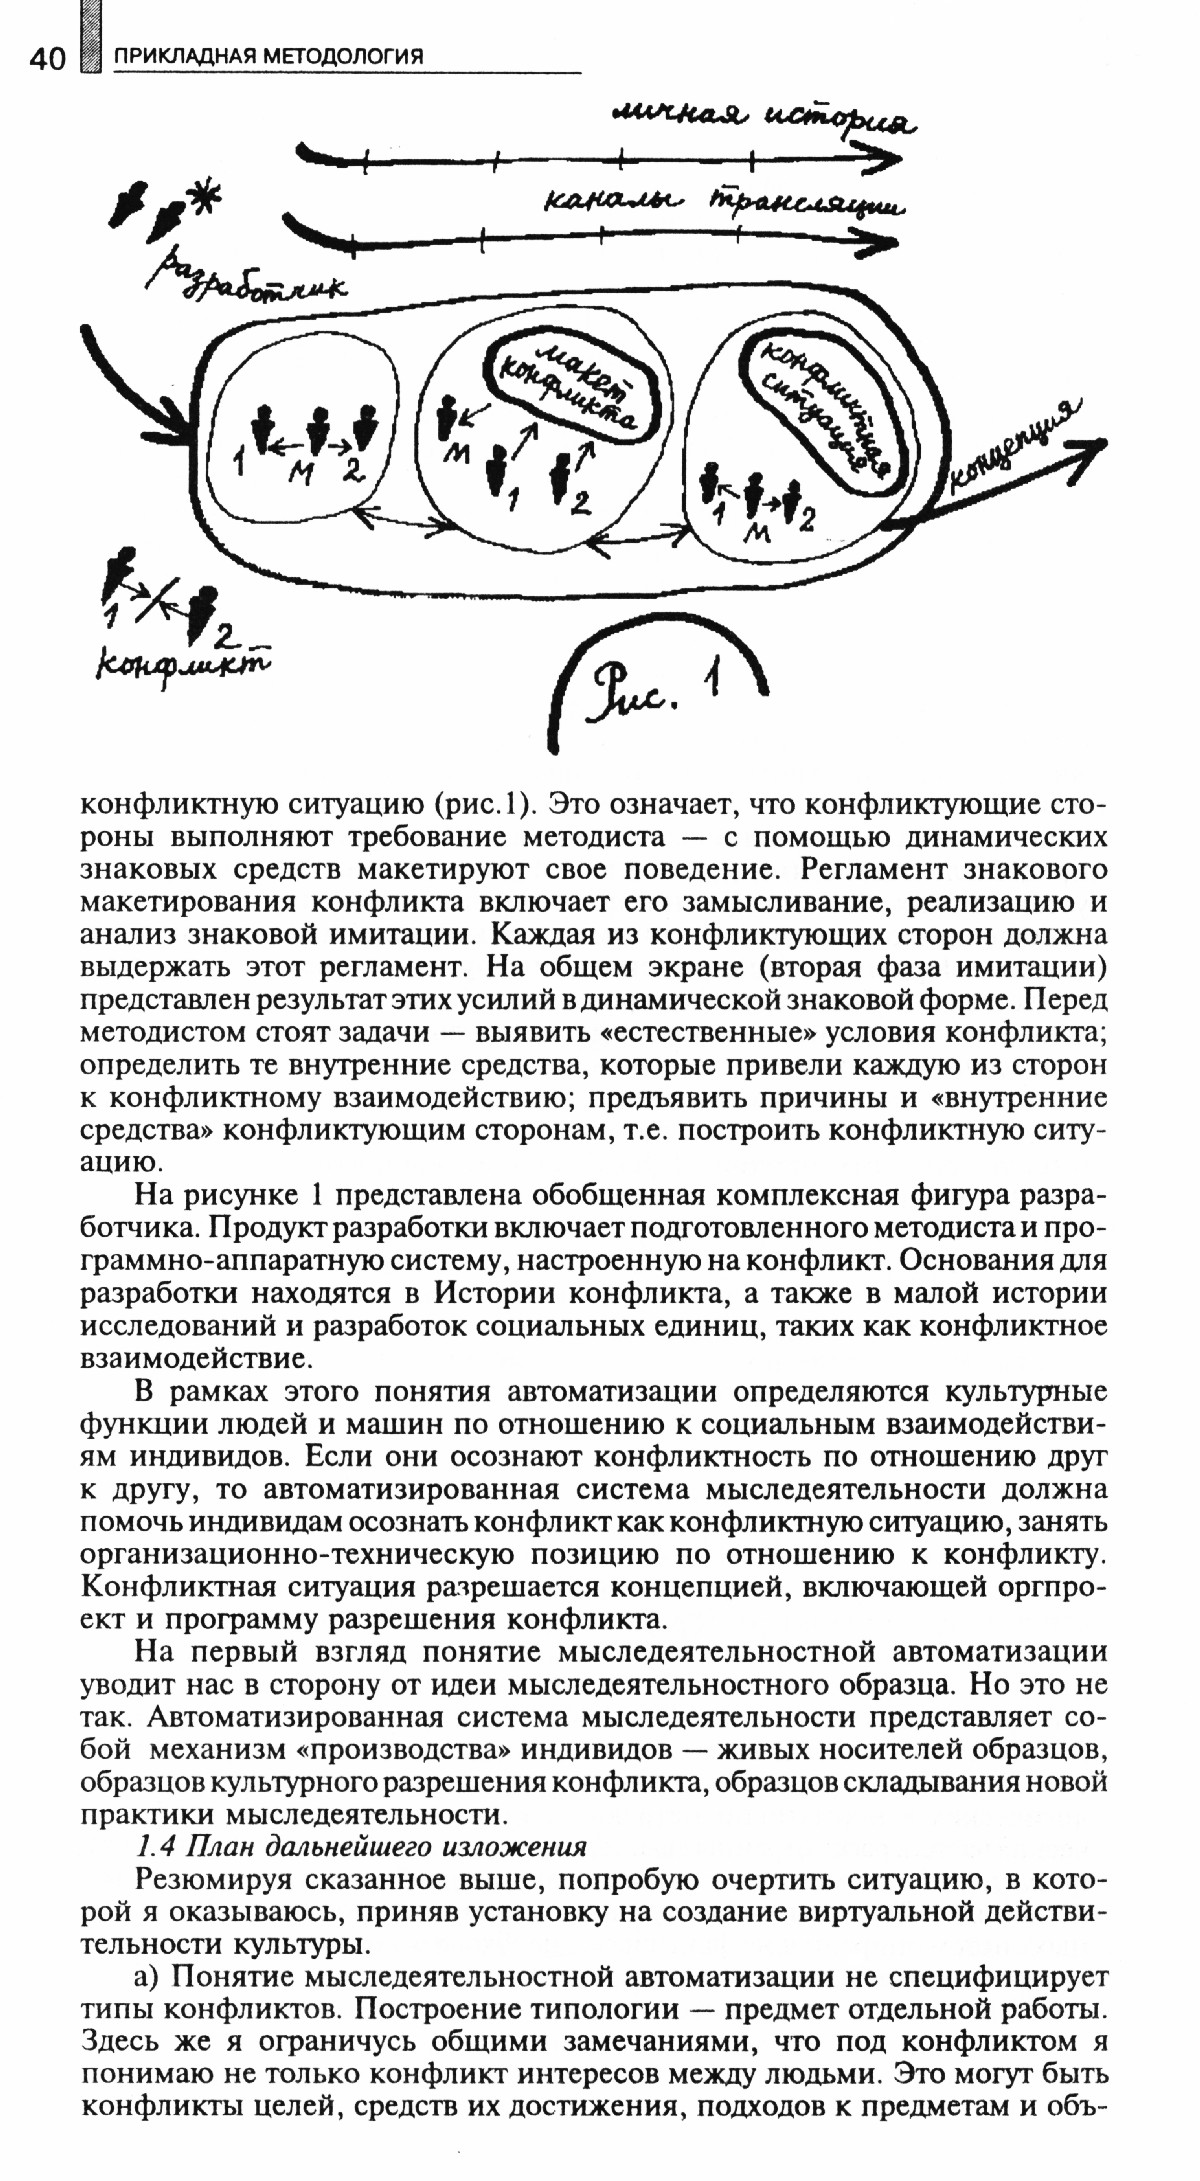 40
ПРИКЛАДНАЯ МЕТОДОЛОГИЯ
личная история
каналы трансляции
разработчик
макет
конфликта
конфликтная
ситуация
концепция
1 М 2
М 1 2
1 М 2
1 2
конфликт
Рис. 1
конфликтную ситуацию (рис.1). Это означает, что конфликтующие сто-
роны выполняют требование методиста — с помощью динамических
знаковых средств макетируют свое поведение. Регламент знакового
макетирования конфликта включает его замысливание, реализацию и
анализ знаковой имитации. Каждая из конфликтующих сторон должна
выдержать этот регламент. На общем экране (вторая фаза имитации)
представлен результат этих усилий в динамической знаковой форме. Перед
методистом стоят задачи — выявить «естественные» условия конфликта;
определить те внутренние средства, которые привели каждую из сторон
к конфликтному взаимодействию; предъявить причины и «внутренние
средства» конфликтующим сторонам, т.е. построить конфликтную ситу-
ацию.
На рисунке 1 представлена обобщенная комплексная фигура разра-
ботчика. Продукт разработки включает подготовленного методиста и про-
граммно-аппаратную систему, настроенную на конфликт. Основания для
разработки находятся в Истории конфликта, а также в малой истории
исследований и разработок социальных единиц, таких как конфликтное
взаимодействие.
В рамках этого понятия автоматизации определяются культурные
функции людей и машин по отношению к социальным взаимодействи-
ям индивидов. Если они осознают конфликтность по отношению друг
к другу, то автоматизированная система мыследеятельности должна
помочь индивидам осознать конфликт как конфликтную ситуацию, занять
организационно-техническую позицию по отношению к конфликту.
Конфликтная ситуация разрешается концепцией, включающей оргпро-
ект и программу разрешения конфликта.
На первый взгляд понятие мыследеятельностной автоматизации
уводит нас в сторону от идеи мыследеятельностного образца. Но это не
так. Автоматизированная система мыследеятельности представляет со-
бой механизм «производства» индивидов — живых носителей образцов,
образцов культурного разрешения конфликта, образцов складывания новой
практики мыследеятельности.
1.4 План дальнейшего изложения
Резюмируя сказанное выше, попробую очертить ситуацию, в кото-
рой я оказываюсь, приняв установку на создание виртуальной действи-
тельности культуры.
а) Понятие мыследеятельностной автоматизации не специфицирует
типы конфликтов. Построение типологии — предмет отдельной работы.
Здесь же я ограничусь общими замечаниями, что под конфликтом я
понимаю не только конфликт интересов между людьми. Это могут быть
конфликты целей, средств их достижения, подходов к предметам и объ-